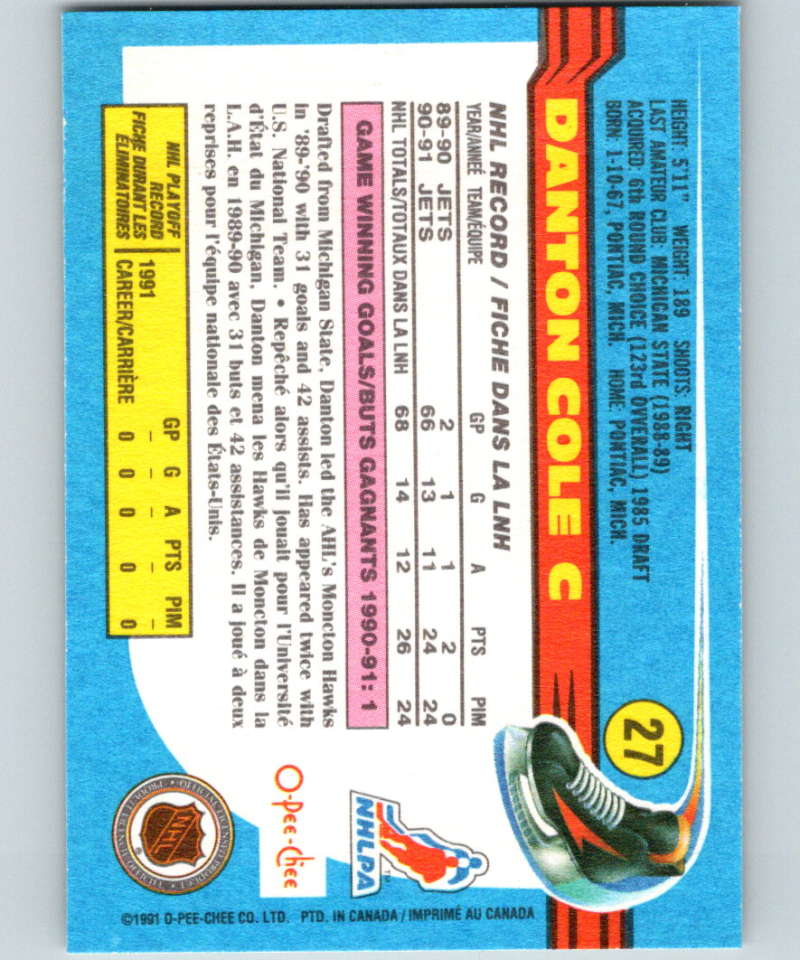 27
HEIGHT: 5'11" WEIGHT: 189 SHOOTS: RIGHT
LAST AMATEUR CLUB: MICHIGAN STATE (1988-89)
ACQUIRED: 6th ROUND CHOICE (123rd OVERALL) 1985 DRAFT
BORN: 1-10-67, PONTIAC, MICH. HOME: PONTIAC, MICH.
DANTON COLE C
NHL RECORD / FICHE DANS LA LNH
YEAR/ANNÉE TEAM/ÉQUIPE GP G A PTS PIM
89-90 JETS 2 1 1 2 0
90-91 JETS 66 13 11 24 24
NHL TOTALS/TOTAUX DANS LA LNH 68 14 12 26 24
GAME WINNING GOALS/BUTS GAGNANTS 1990-91: 1
Drafted from Michigan State, Danton led the AHL's Moncton Hawks
in '89-'90 with 31 goals and 42 assists. Has appeared twice with
U.S. National Team. • Repêché alors qu'il jouait pour l'Université
d'État du Michigan, Danton mena les Hawks de Moncton dans la
L.A.H. en 1989-90 avec 31 buts et 42 assistances. Il a joué à deux
reprises pour l'équipe nationale des États-Unis.
NHL PLAYOFF
RECORD
FICHE DURANT LES
ÉLIMINATOIRES
GP G A PTS PIM
1991 – – – – –
CAREER/CARRIÈRE 0 0 0 0 0
NHLPA
TM
O-Pee-Chee
NHL
©1991 O-PEE-CHEE CO. LTD. PTD. IN CANADA / IMPRIMÉ AU CANADA